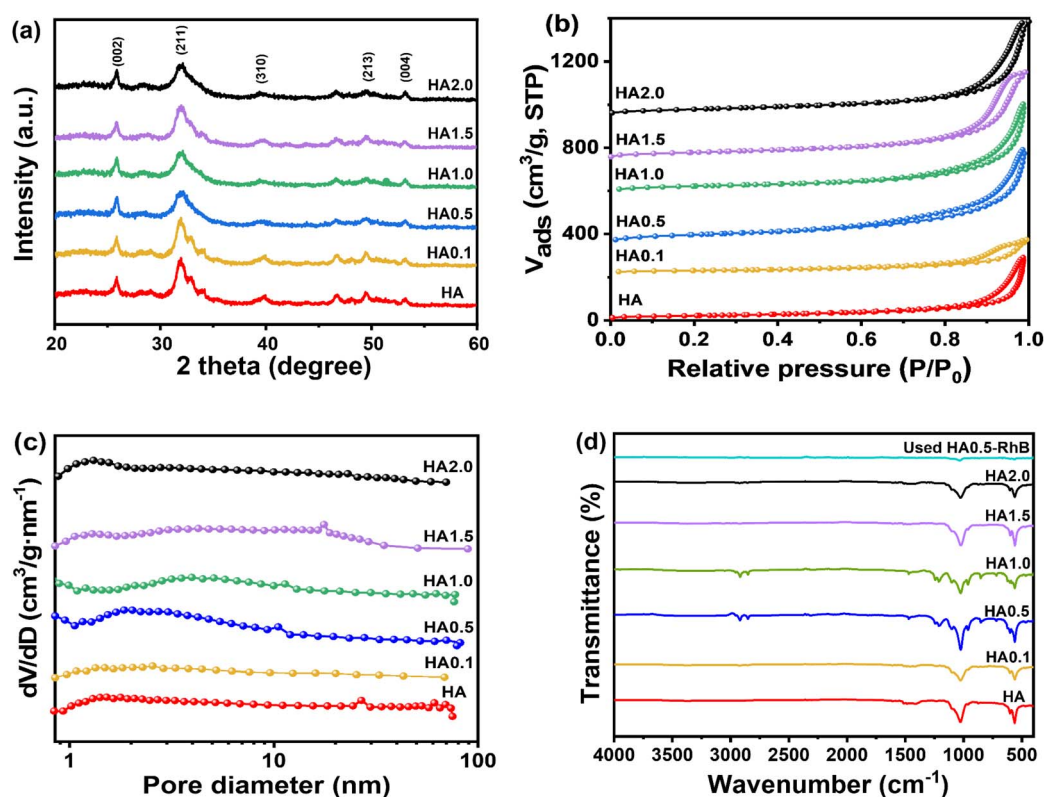 (a)
(002)
(211)
(310)
(213)
(004)
HA2.0
HA1.5
HA1.0
HA0.5
HA0.1
HA
Intensity (a.u.)
20 30 40 50 60
2 theta (degree)
(b)
1200
800
400
0
HA2.0
HA1.5
HA1.0
HA0.5
HA0.1
HA
Vads (cm³/g, STP)
0.0 0.2 0.4 0.6 0.8 1.0
Relative pressure (P/P₀)
(c)
HA2.0
HA1.5
HA1.0
HA0.5
HA0.1
HA
dV/dD (cm³/g·nm⁻¹)
1 10 100
Pore diameter (nm)
(d)
Used HA0.5-RhB
HA2.0
HA1.5
HA1.0
HA0.5
HA0.1
HA
Transmittance (%)
4000 3500 3000 2500 2000 1500 1000 500
Wavenumber (cm⁻¹)